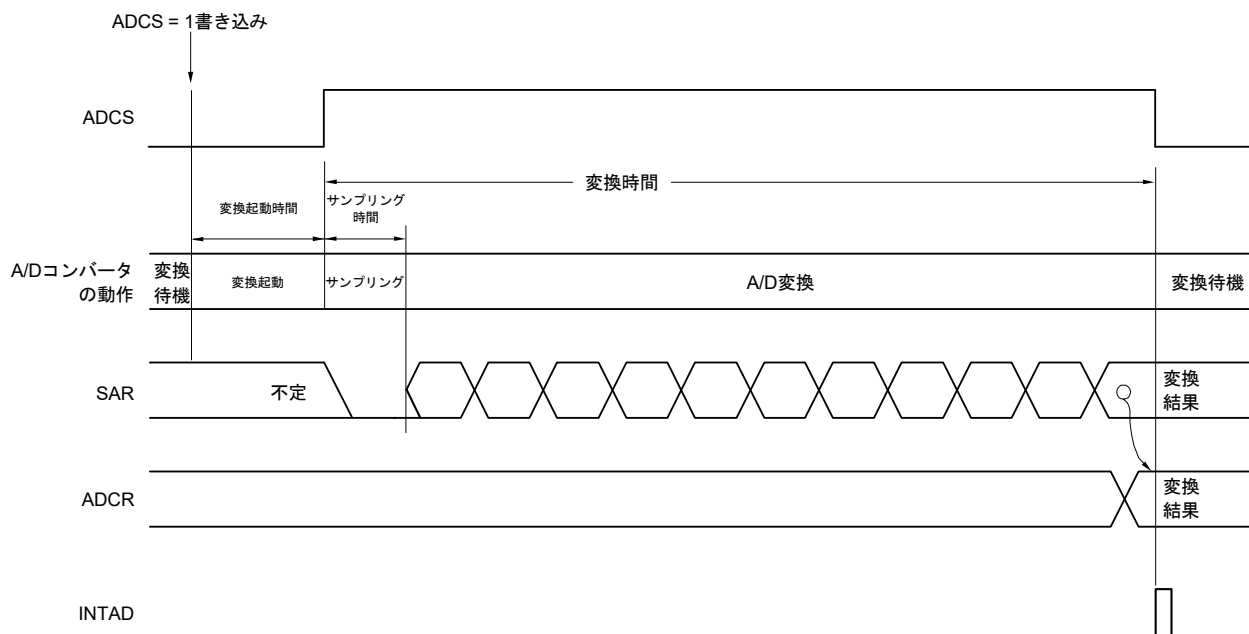 ADCS = 1書き込み
ADCS
変換時間
変換起動時間
サンプリング
時間
A/Dコンバータ
の動作
変換
待機
変換起動
サンプリング
A/D変換
変換待機
SAR
不定
変換
結果
ADCR
変換
結果
INTAD